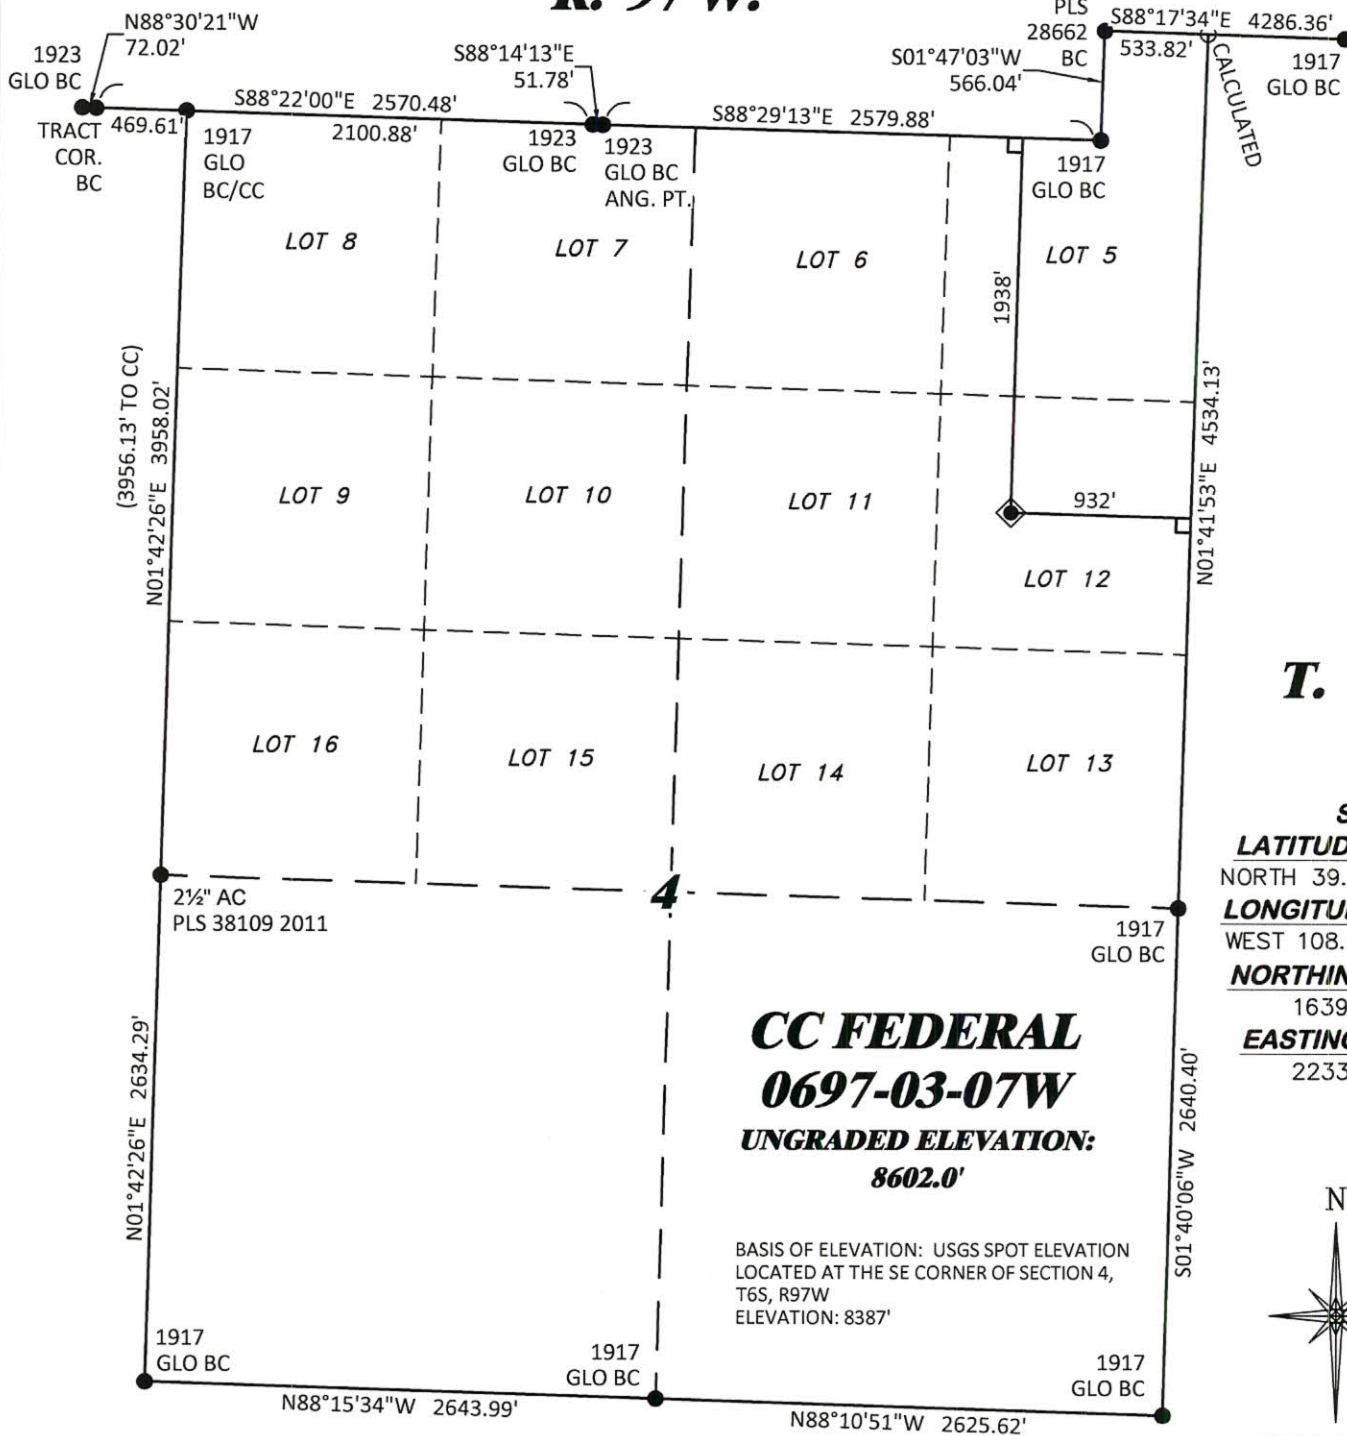 R. 97 W.
N88°30'21"W
72.02'
1923
GLO BC
TRACT
COR.
BC
469.61'
S88°22'00"E 2570.48'
2100.88'
1917
GLO
BC/CC
S88°14'13"E
51.78'
1923
GLO BC
1923
GLO BC
ANG. PT.
S88°29'13"E 2579.88'
S01°47'03"W
566.04'
PLS
28662
BC
S88°17'34"E 4286.36'
533.82'
CALCULATED
1917
GLO BC
1917
GLO BC
LOT 8
LOT 7
LOT 6
LOT 5
1938'
(3956.13' TO CC)
N01°42'26"E 3958.02'
N01°41'53"E 4534.13'
LOT 9
LOT 10
LOT 11
932'
LOT 12
LOT 16
LOT 15
LOT 14
LOT 13
T.
2½" AC
PLS 38109 2011
4
1917
GLO BC
S
LATITUD
NORTH 39.
LONGITU
WEST 108.
NORTHIN
1639
EASTING
2233
CC FEDERAL
0697-03-07W
UNGRADED ELEVATION:
8602.0'
BASIS OF ELEVATION: USGS SPOT ELEVATION
LOCATED AT THE SE CORNER OF SECTION 4,
T6S, R97W
ELEVATION: 8387'
N01°42'26"E 2634.29'
S01°40'06"W 2640.40'
N
1917
GLO BC
1917
GLO BC
1917
GLO BC
N88°15'34"W 2643.99'
N88°10'51"W 2625.62'